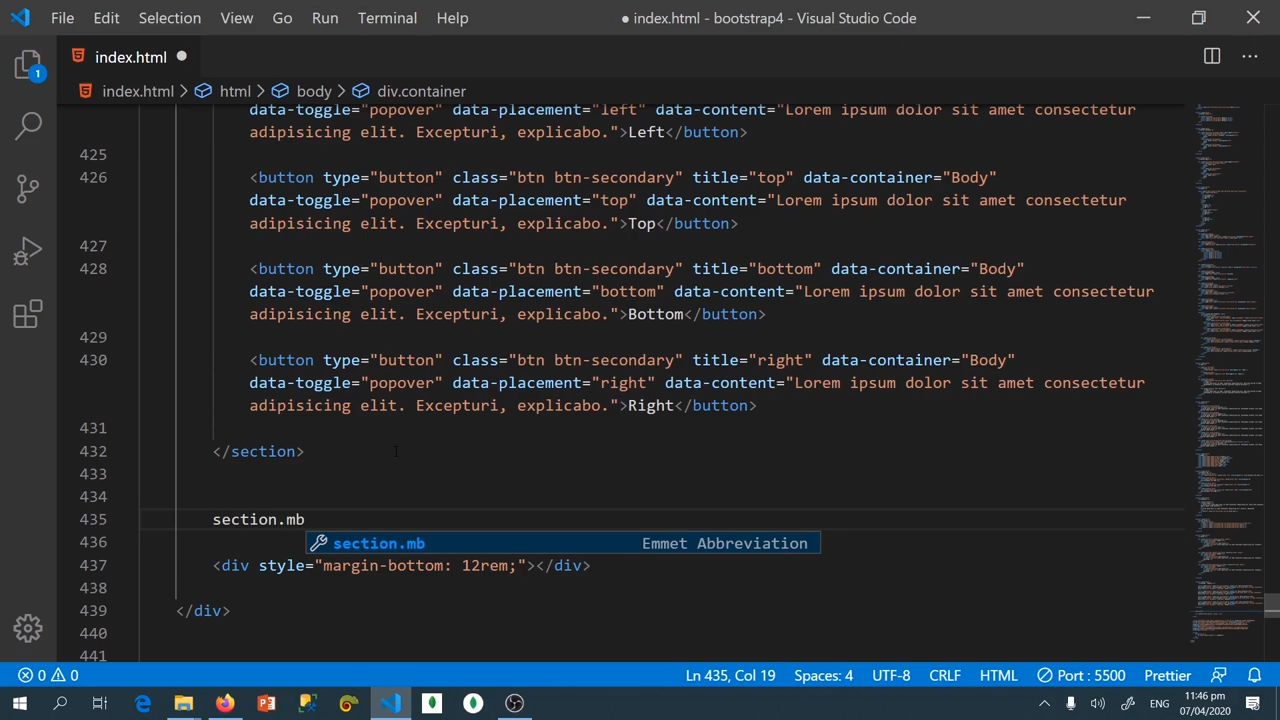 File Edit Selection View Go Run Terminal Help ● index.html - bootstrap4 - Visual Studio Code
index.html ●
index.html > html > body > div.container
1
data-toggle="popover" data-placement="left" data-content="Lorem ipsum dolor sit amet consectetur
adipisicing elit. Excepturi, explicabo.">Left</button>
425
426 <button type="button" class="btn btn-secondary" title="top" data-container="Body"
data-toggle="popover" data-placement="top" data-content="Lorem ipsum dolor sit amet consectetur
adipisicing elit. Excepturi, explicabo.">Top</button>
427
428 <button type="button" class="btn btn-secondary" title="bottom" data-container="Body"
data-toggle="popover" data-placement="bottom" data-content="Lorem ipsum dolor sit amet consectetur
adipisicing elit. Excepturi, explicabo.">Bottom</button>
429
430 <button type="button" class="btn btn-secondary" title="right" data-container="Body"
data-toggle="popover" data-placement="right" data-content="Lorem ipsum dolor sit amet consectetur
adipisicing elit. Excepturi, explicabo.">Right</button>
431
432 </section>
433
434
435 section.mb
436 section.mb Emmet Abbreviation
437 <div style="margin-bottom: 12rem;"></div>
438
439 </div>
440
441
0 0 Ln 435, Col 19 Spaces: 4 UTF-8 CRLF HTML Port : 5500 Prettier
ENG 11:46 pm
07/04/2020